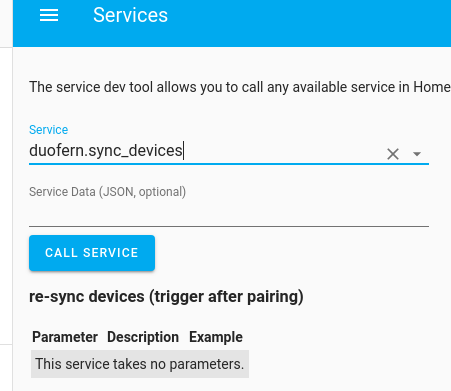 Services
The service dev tool allows you to call any available service in Home
Service
duofern.sync_devices
Service Data (JSON, optional)
CALL SERVICE
re-sync devices (trigger after pairing)
Parameter Description Example
This service takes no parameters.